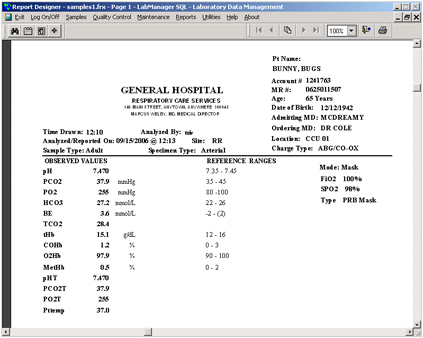 Report Designer - samples1.frx - Page 1 - LabManager SQL - Laboratory Data Management
Exit Log On/Off Samples Quality Control Maintenance Reports Utilities Help About
100%
Pt Name:
BUNNY, BUGS
Account # 1241763
MR #: 0625011507
Age: 65 Years
Date of Birth: 12/12/1942
Admitting MD: MCDREAMY
Ordering MD: DR COLE
Location: CCU 01
Charge Type: ABG/CO-OX
GENERAL HOSPITAL
RESPIRATORY CARE SERVICES
MARCUS WELBY, MD, MEDICAL DIRECTOR
Time Drawn: 12:10 Analyzed By:
Analyzed/Reported On: 09/15/2006 @ 12:13 Site: RR
Sample Type: Adult Specimen Type: Arterial
OBSERVED VALUES REFERENCE RANGES
pH 7.470 7.35 - 7.45
PCO2 37.9 mmHg 35 - 45
PO2 255 mmHg 80 -100
HCO3 27.2 mmol/L 22 - 26
BE 3.6 mmol/L -2 - (2)
TCO2 28.4
tHb 15.1 g/dL 12 - 16
COHb 1.2 % 0 - 3
O2Hb 97.9 % 90 - 100
MetHb 0.5 % 0 - 2
pHT 7.470
PCO2T 37.9
PO2T 255
Pttemp 37.0
Mode: Mask
FiO2 100%
SPO2 98%
Type PRB Mask